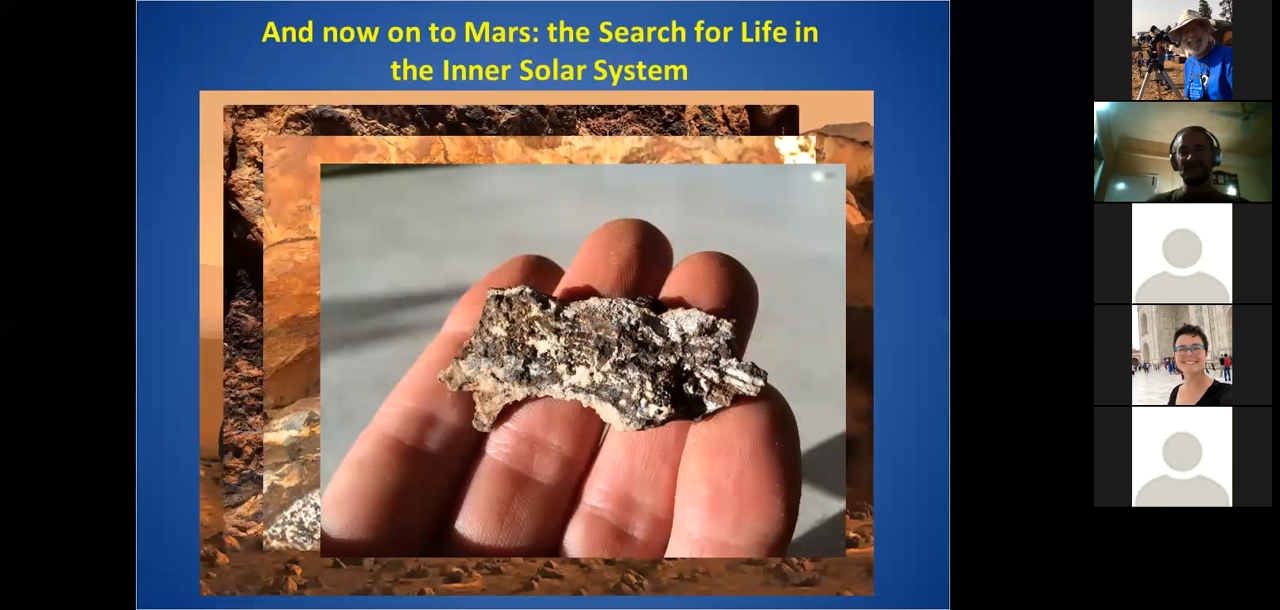 And now on to Mars: the Search for Life in
the Inner Solar System